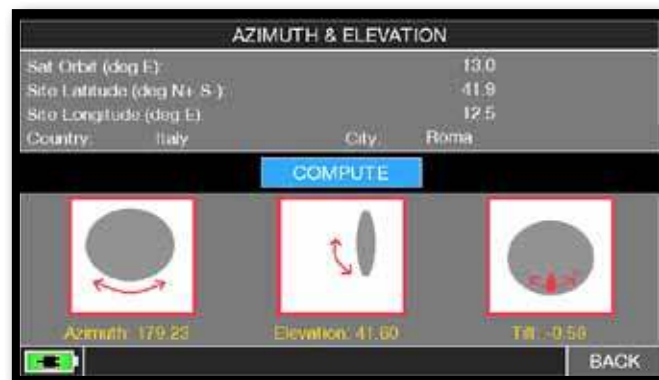 AZIMUTH & ELEVATION
Sat Orbit (deg E): 13.0
Site Latitude (deg N+ S-): 41.9
Site Longitude (deg E) 12.5
Country: Italy City: Roma
COMPUTE
Azimuth: 179.23 Elevation: 41.60 Tilt: -0.58
BACK